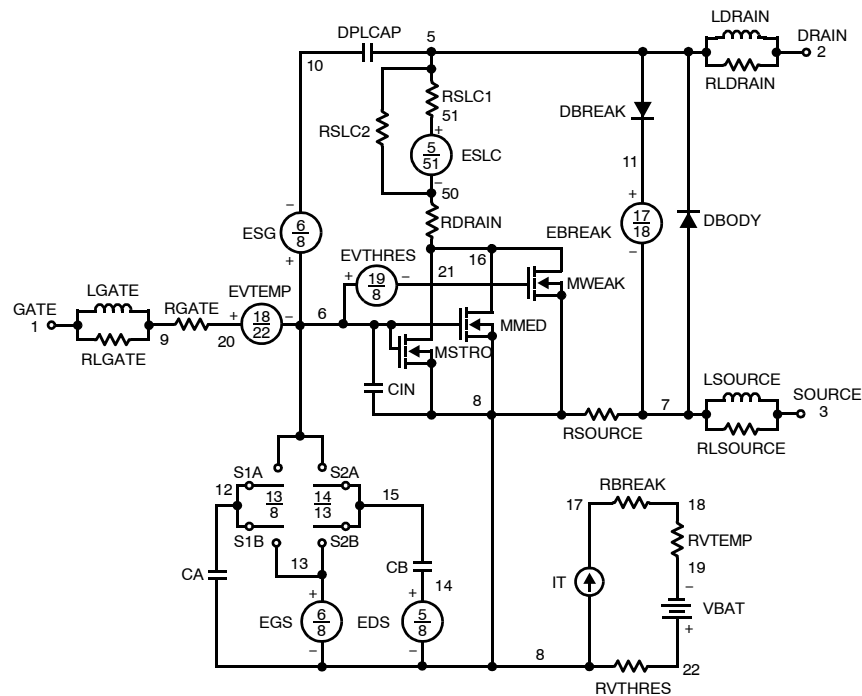 LDRAIN
DPLCAP 5 DRAIN
10 2
RLDRAIN
RSLC1
51
RSLC2
DBREAK
+
5
51
ESLC
11
−
50
− +
ESG 6
8
RDRAIN
EBREAK 17
18
DBODY
+ EVTHRES 16 −
21
+ 19
8 −
MWEAK
LGATE
GATE RGATE EVTEMP
1 + 18
22 − 6
MMED
9 20
RLGATE
MSTRO
CIN
LSOURCE
8 7 SOURCE
3
RSOURCE
RLSOURCE
S1A S2A
12 13
8 14
13 15
S1B S2B
13
RBREAK
17 18
RVTEMP
CA CB 14
IT 19
−
VBAT
+ +
EGS 6
8 EDS 5
8
+
− −
8 22
RVTHRES